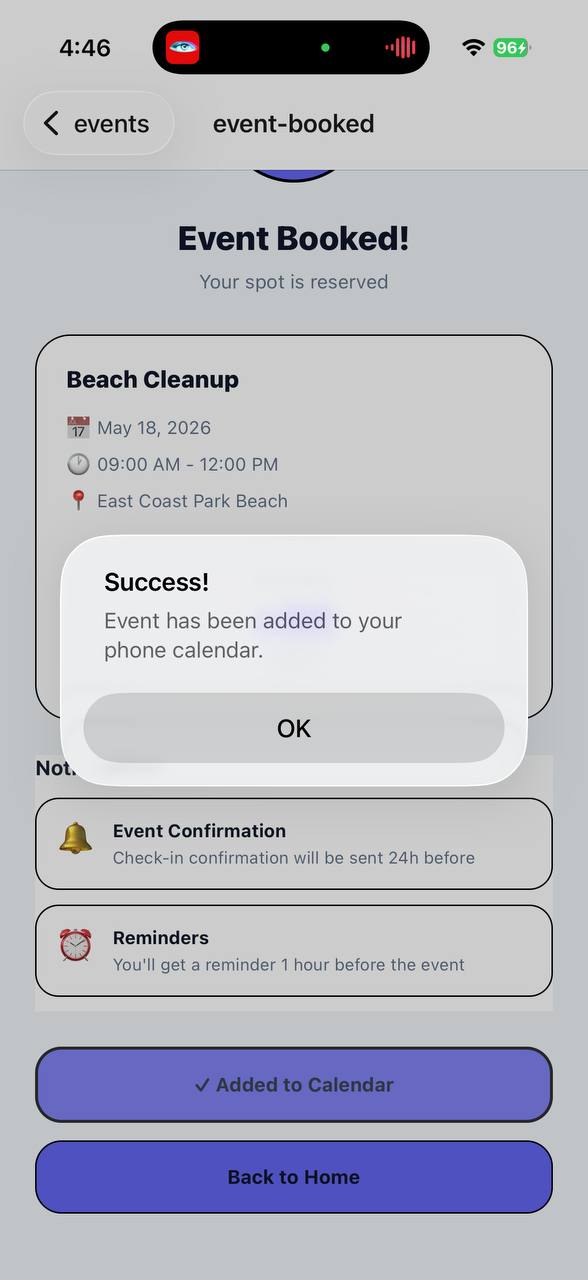 4:46
96
events
event-booked
Event Booked!
Your spot is reserved
Beach Cleanup
17
May 18, 2026
09:00 AM - 12:00 PM
East Coast Park Beach
Success!
Event has been added to your
phone calendar.
OK
Event Confirmation
Check-in confirmation will be sent 24h before
Reminders
You'll get a reminder 1 hour before the event
✓ Added to Calendar
Back to Home